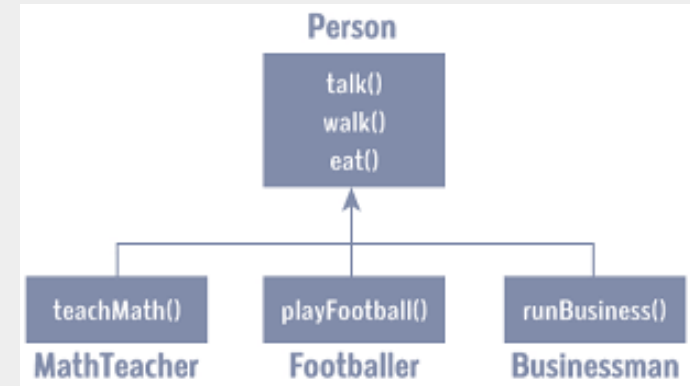 Person
talk()
walk()
eat()
teachMath()
playFootball()
runBusiness()
MathTeacher
Footballer
Businessman